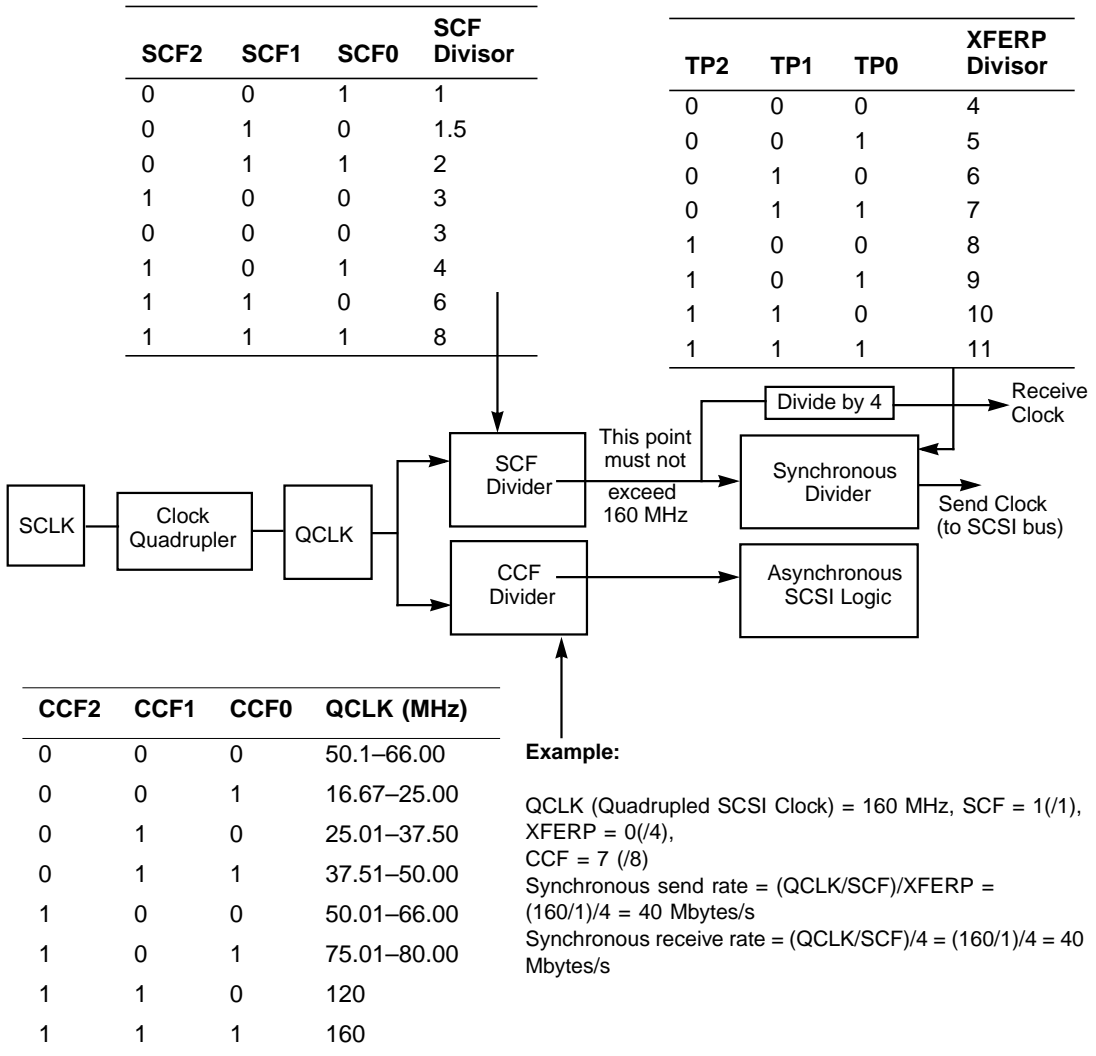 SCF2 SCF1 SCF0 SCF Divisor
0 0 1 1
0 1 0 1.5
0 1 1 2
1 0 0 3
0 0 0 3
1 0 1 4
1 1 0 6
1 1 1 8
TP2 TP1 TP0 XFERP Divisor
0 0 0 4
0 0 1 5
0 1 0 6
0 1 1 7
1 0 0 8
1 0 1 9
1 1 0 10
1 1 1 11
Divide by 4
Receive
Clock
This point
must not
exceed
160 MHz
SCF
Divider
Synchronous
Divider
Send Clock
(to SCSI bus)
SCLK
Clock
Quadrupler
QCLK
CCF
Divider
Asynchronous
SCSI Logic
CCF2 CCF1 CCF0 QCLK (MHz)
0 0 0 50.1–66.00
0 0 1 16.67–25.00
0 1 0 25.01–37.50
0 1 1 37.51–50.00
1 0 0 50.01–66.00
1 0 1 75.01–80.00
1 1 0 120
1 1 1 160
Example:
QCLK (Quadrupled SCSI Clock) = 160 MHz, SCF = 1(/1),
XFERP = 0(/4),
CCF = 7 (/8)
Synchronous send rate = (QCLK/SCF)/XFERP =
(160/1)/4 = 40 Mbytes/s
Synchronous receive rate = (QCLK/SCF)/4 = (160/1)/4 = 40
Mbytes/s